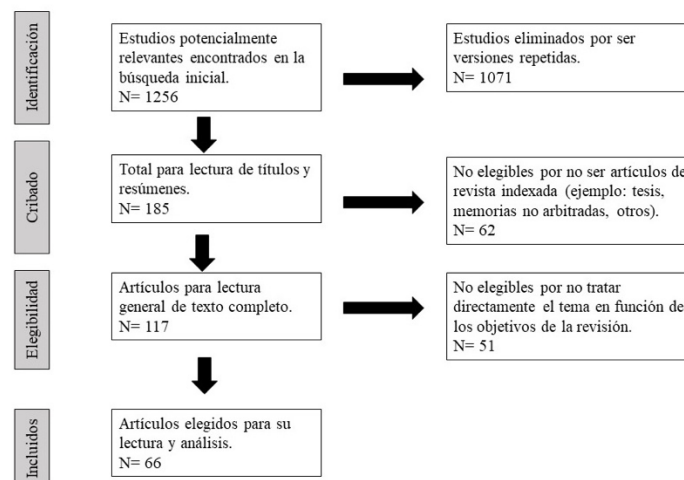 Identificación
Estudios potencialmente
relevantes encontrados en la
búsqueda inicial.
N= 1256
Estudios eliminados por ser
versiones repetidas.
N= 1071
Cribado
Total para lectura de títulos y
resúmenes.
N= 185
No elegibles por no ser artículos de
revista indexada (ejemplo: tesis,
memorias no arbitradas, otros).
N= 62
Elegibilidad
Artículos para lectura
general de texto completo.
N= 117
No elegibles por no tratar
directamente el tema en función de
los objetivos de la revisión.
N= 51
Incluidos
Artículos elegidos para su
lectura y análisis.
N= 66